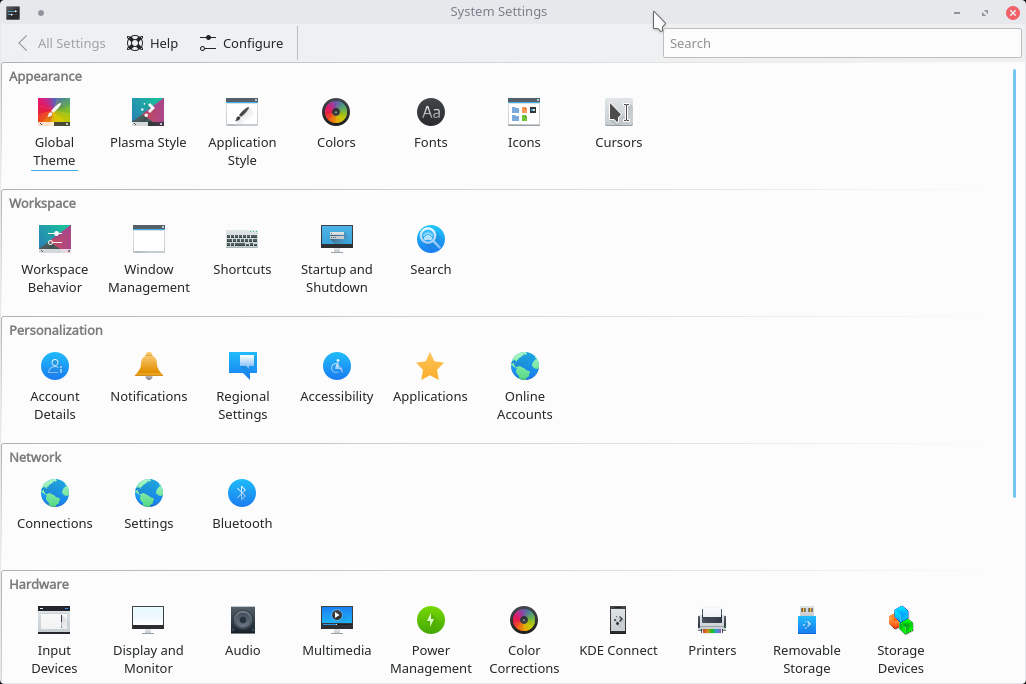 System Settings
All Settings
Help
Configure
Search
Appearance
Global
Theme
Plasma Style
Application
Style
Colors
Aa
Fonts
Icons
Cursors
Workspace
Workspace
Behavior
Window
Management
Shortcuts
Startup and
Shutdown
Search
Personalization
Account
Details
Notifications
Regional
Settings
Accessibility
Applications
Online
Accounts
Network
Connections
Settings
Bluetooth
Hardware
Input
Devices
Display and
Monitor
Audio
Multimedia
Power
Management
Color
Corrections
KDE Connect
Printers
Removable
Storage
Storage
Devices